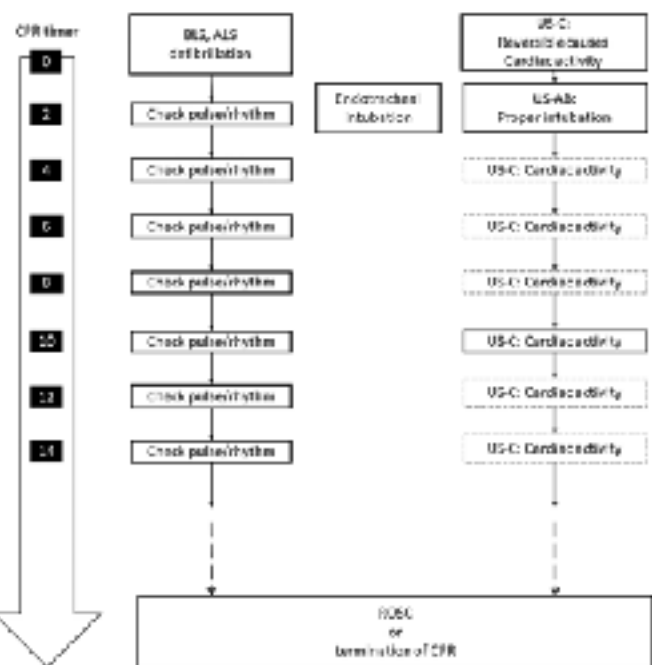 CPR timer
0
2
4
6
8
10
12
14
BLS, ALS
defibrillation
Check pulse/rhythm
Check pulse/rhythm
Check pulse/rhythm
Check pulse/rhythm
Check pulse/rhythm
Check pulse/rhythm
Check pulse/rhythm
Endotracheal
Intubation
US-C:
Reversible causes
Cardiac activity
US-AB:
Proper intubation
US-C: Cardiac activity
US-C: Cardiac activity
US-C: Cardiac activity
US-C: Cardiac activity
US-C: Cardiac activity
US-C: Cardiac activity
ROSC
or
termination of CPR